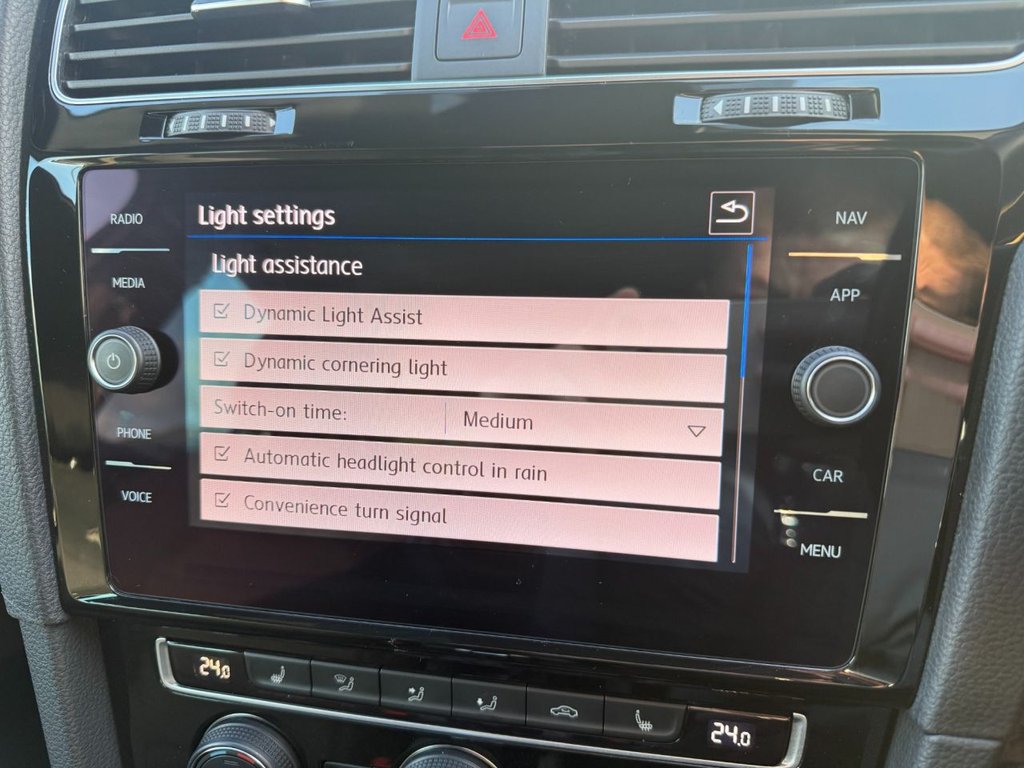 RADIO
MEDIA
PHONE
VOICE
Light settings
Light assistance
Dynamic Light Assist
Dynamic cornering light
Switch-on time: Medium
Automatic headlight control in rain
Convenience turn signal
NAV
APP
CAR
MENU
24.0
24.0